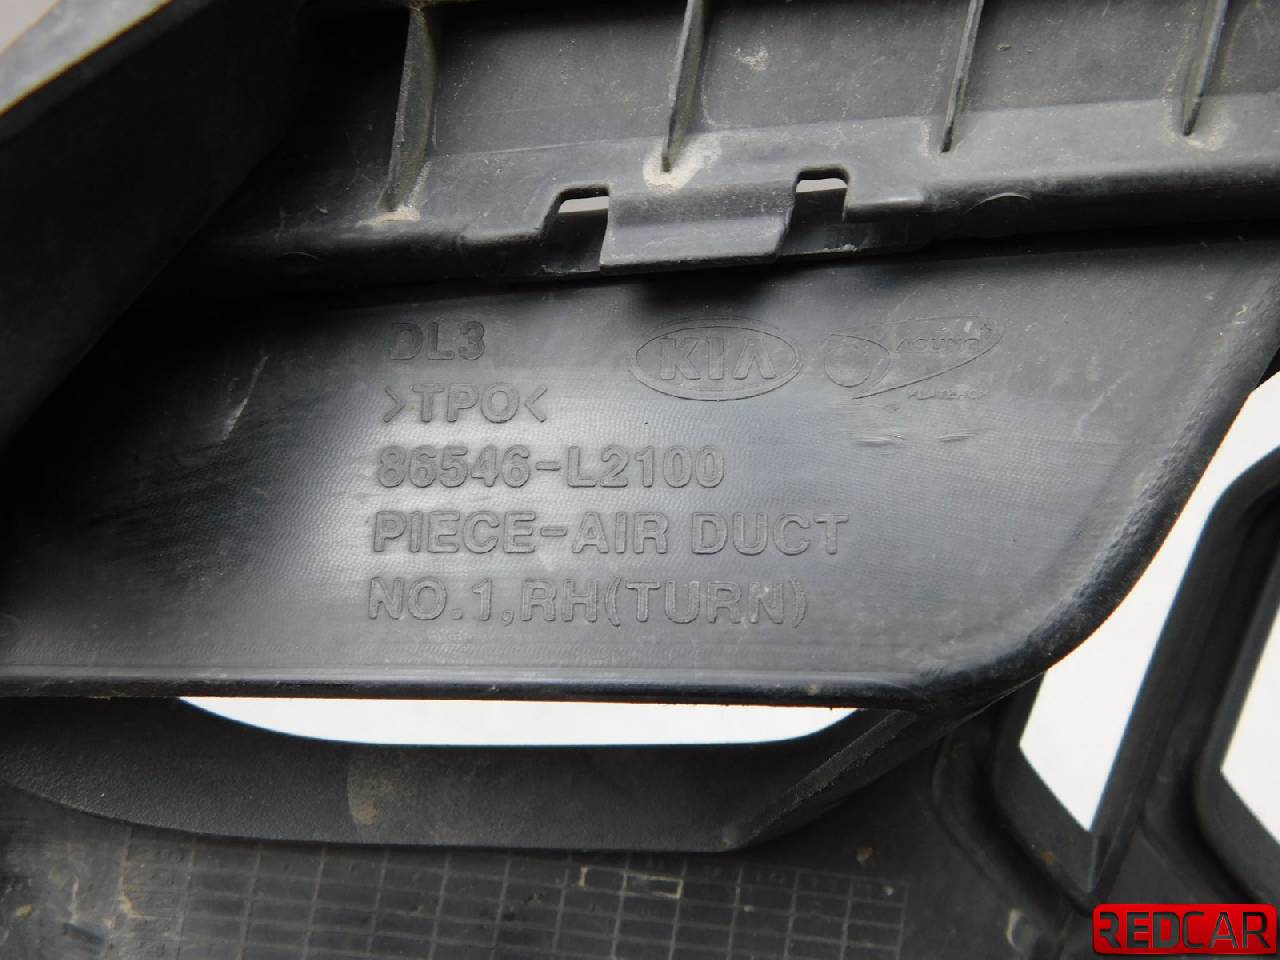 DL3
KIA
>TPO<
86546-L2100
PIECE-AIR DUCT
NO.1,RH(TURN)
REDCAR